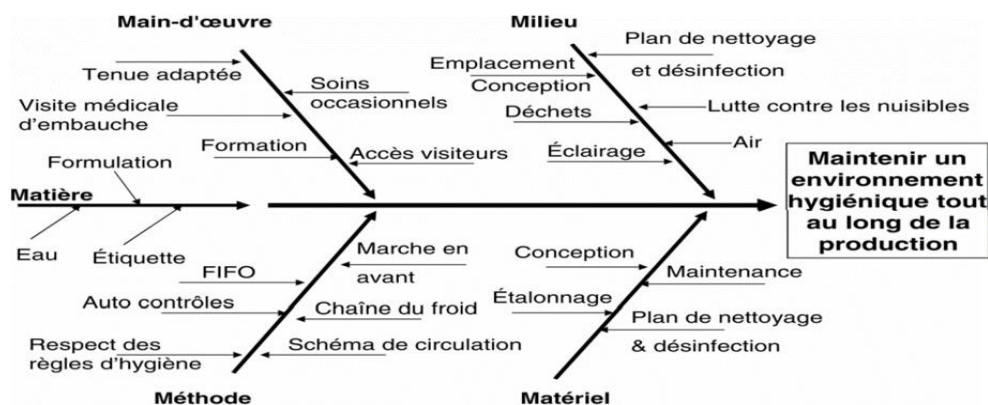 Main-d'œuvre
Milieu
Tenue adaptée
Soins
occasionnels
Visite médicale
d'embauche
Formation
Accès visiteurs
Plan de nettoyage
et désinfection
Emplacement
Conception
Déchets
Lutte contre les nuisibles
Air
Éclairage
Formulation
Matière
Eau
Étiquette
Maintenir un
environnement
hygiénique tout
au long de la
production
Marche en
avant
FIFO
Auto contrôles
Chaîne du froid
Respect des
règles d'hygiène
Schéma de circulation
Méthode
Conception
Maintenance
Étalonnage
Plan de nettoyage
& désinfection
Matériel